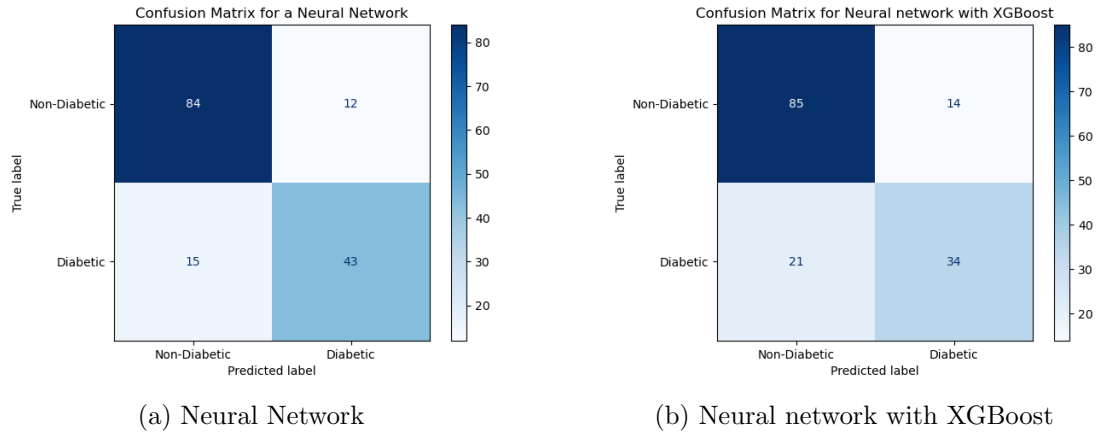 Confusion Matrix for a Neural Network
Non-Diabetic
Diabetic
True label
84
12
15
43
Non-Diabetic
Diabetic
Predicted label
80
70
60
50
40
30
20
(a) Neural Network
Confusion Matrix for Neural network with XGBoost
Non-Diabetic
Diabetic
True label
85
14
21
34
Non-Diabetic
Diabetic
Predicted label
80
70
60
50
40
30
20
(b) Neural network with XGBoost